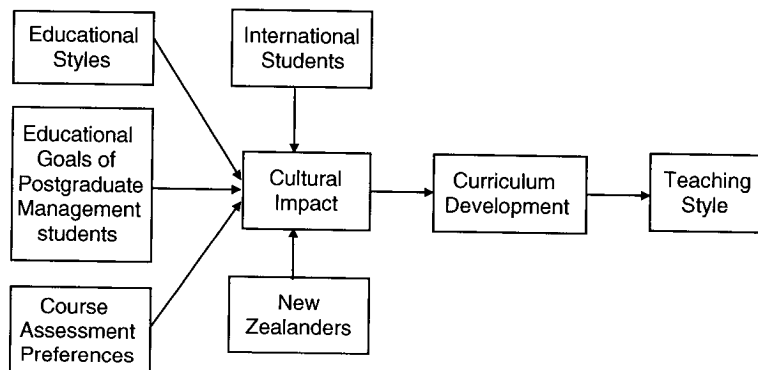 Educational
Styles
International
Students
Educational
Goals of
Postgraduate
Management
students
Cultural
Impact
Curriculum
Development
Teaching
Style
Course
Assessment
Preferences
New
Zealanders